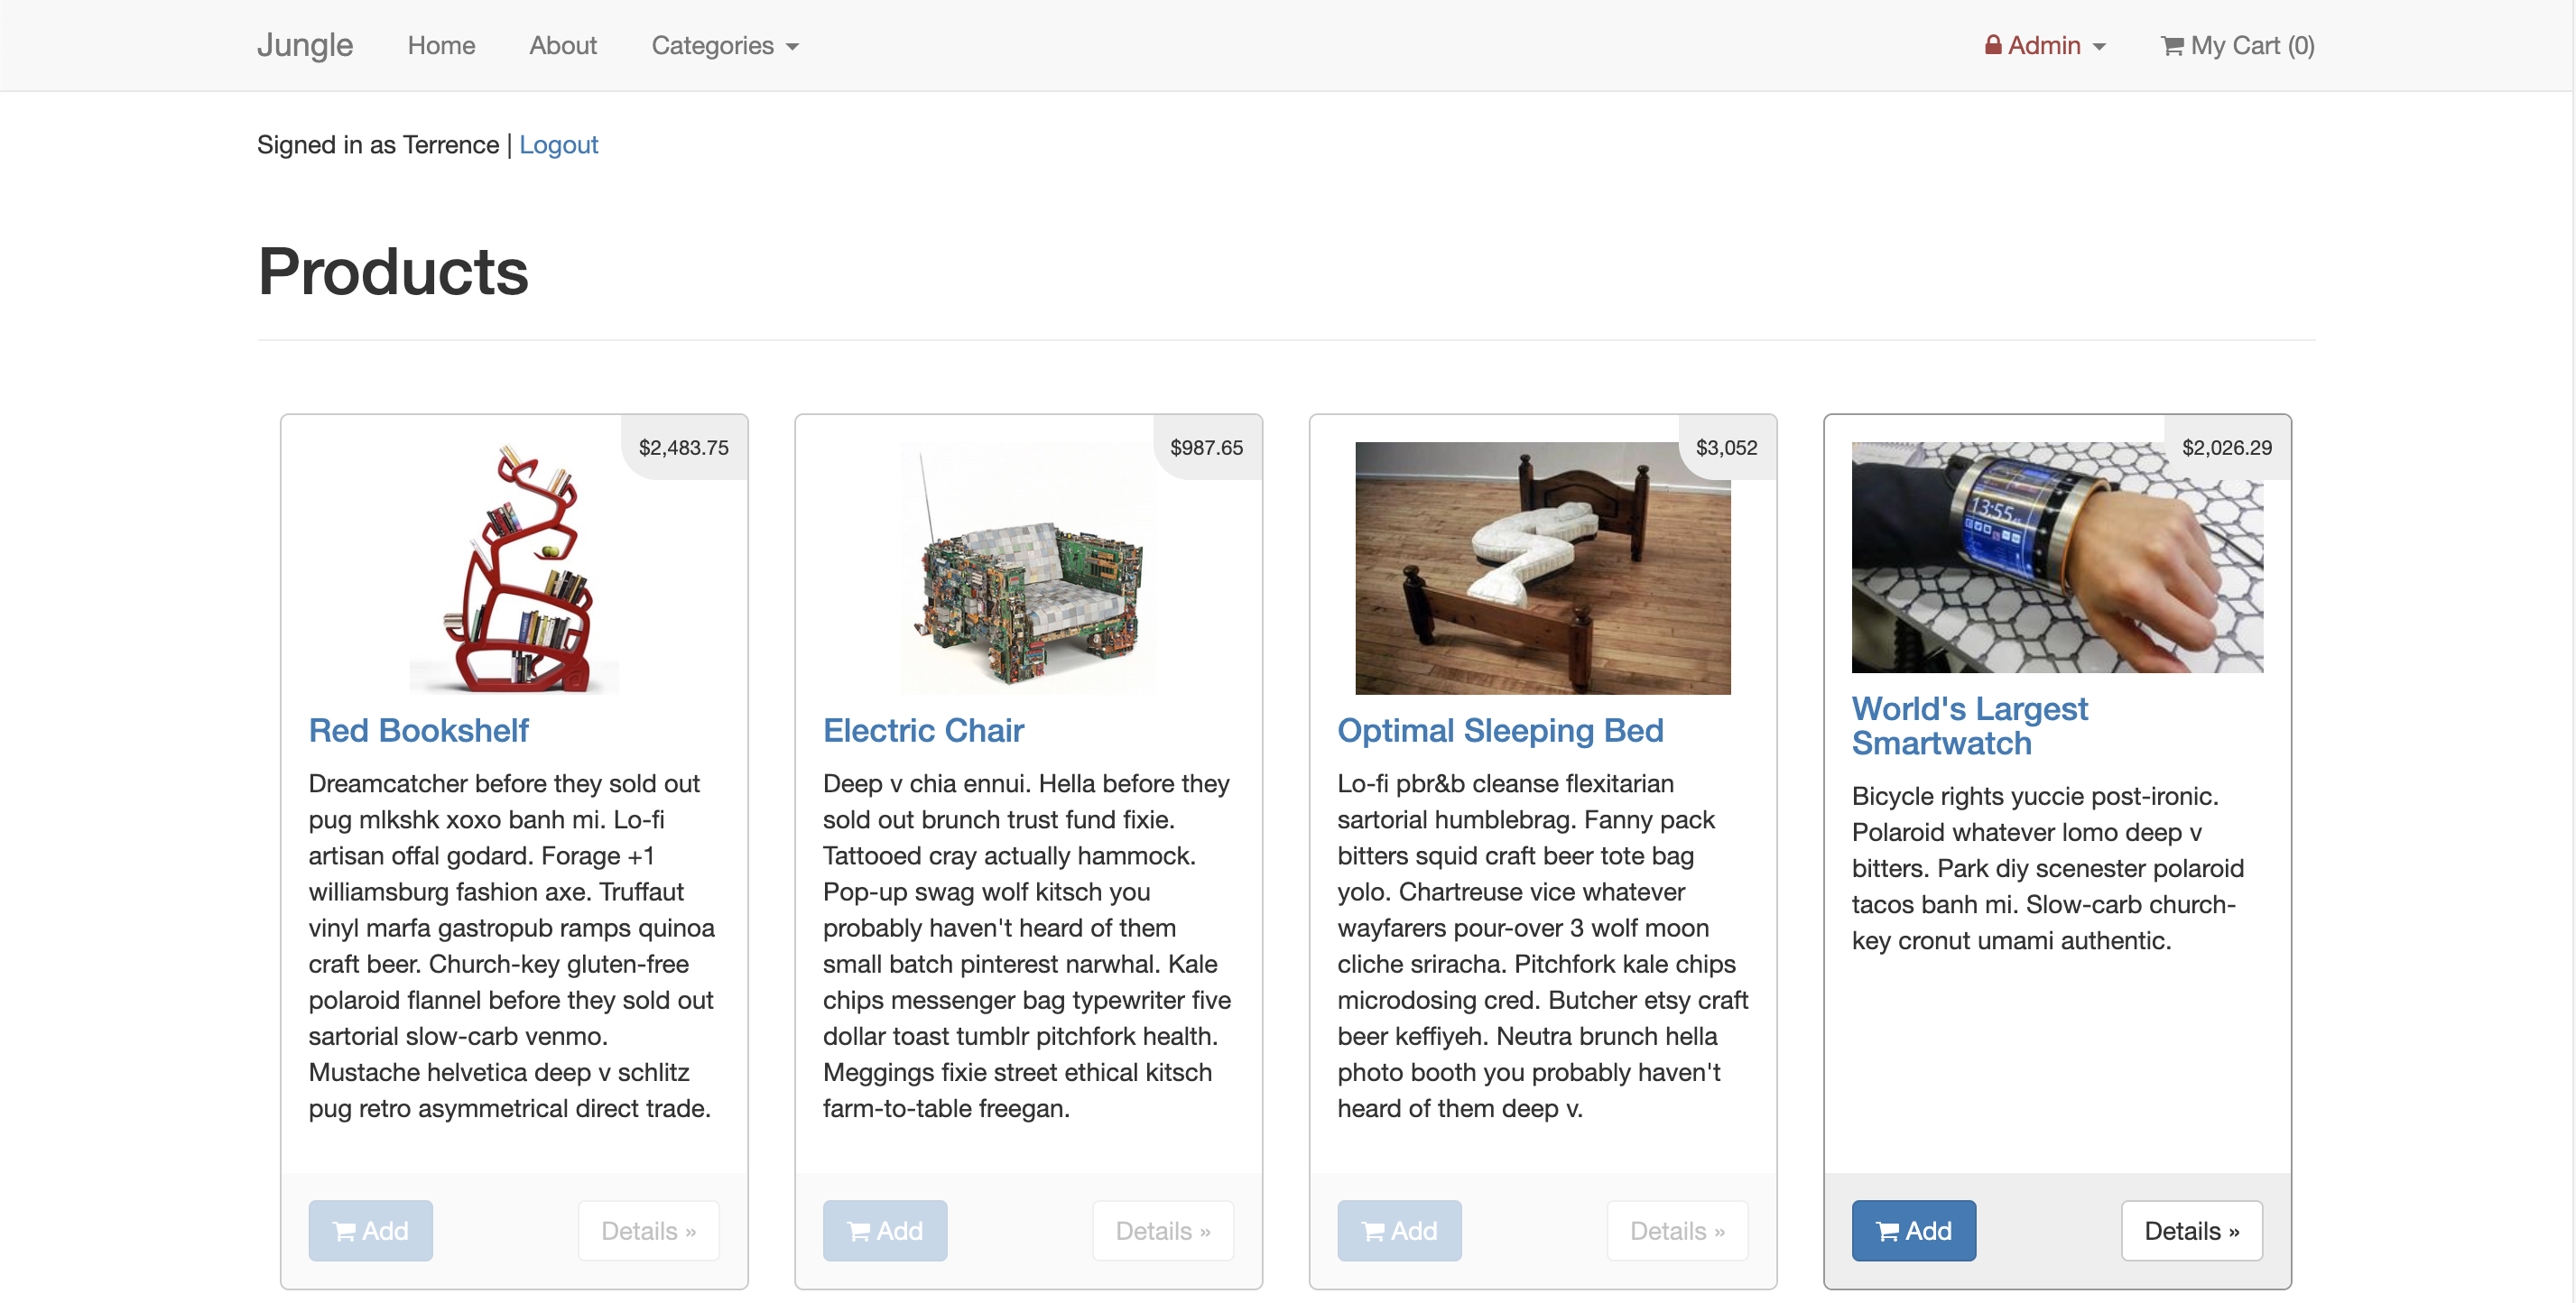 Jungle Home About Categories Admin My Cart (0)
Signed in as Terrence | Logout
Products
$2,483.75
Red Bookshelf
Dreamcatcher before they sold out
pug mlkshk xoxo banh mi. Lo-fi
artisan offal godard. Forage +1
williamsburg fashion axe. Truffaut
vinyl marfa gastropub ramps quinoa
craft beer. Church-key gluten-free
polaroid flannel before they sold out
sartorial slow-carb venmo.
Mustache helvetica deep v schlitz
pug retro asymmetrical direct trade.
Add Details »
$987.65
Electric Chair
Deep v chia ennui. Hella before they
sold out brunch trust fund fixie.
Tattooed cray actually hammock.
Pop-up swag wolf kitsch you
probably haven't heard of them
small batch pinterest narwhal. Kale
chips messenger bag typewriter five
dollar toast tumblr pitchfork health.
Meggings fixie street ethical kitsch
farm-to-table freegan.
Add Details »
$3,052
Optimal Sleeping Bed
Lo-fi pbr&b cleanse flexitarian
sartorial humblebrag. Fanny pack
bitters squid craft beer tote bag
yolo. Chartreuse vice whatever
wayfarers pour-over 3 wolf moon
cliche sriracha. Pitchfork kale chips
microdosing cred. Butcher etsy craft
beer keffiyeh. Neutra brunch hella
photo booth you probably haven't
heard of them deep v.
Add Details »
$2,026.29
13:55
World's Largest
Smartwatch
Bicycle rights yuccie post-ironic.
Polaroid whatever lomo deep v
bitters. Park diy scenester polaroid
tacos banh mi. Slow-carb church-
key cronut umami authentic.
Add Details »